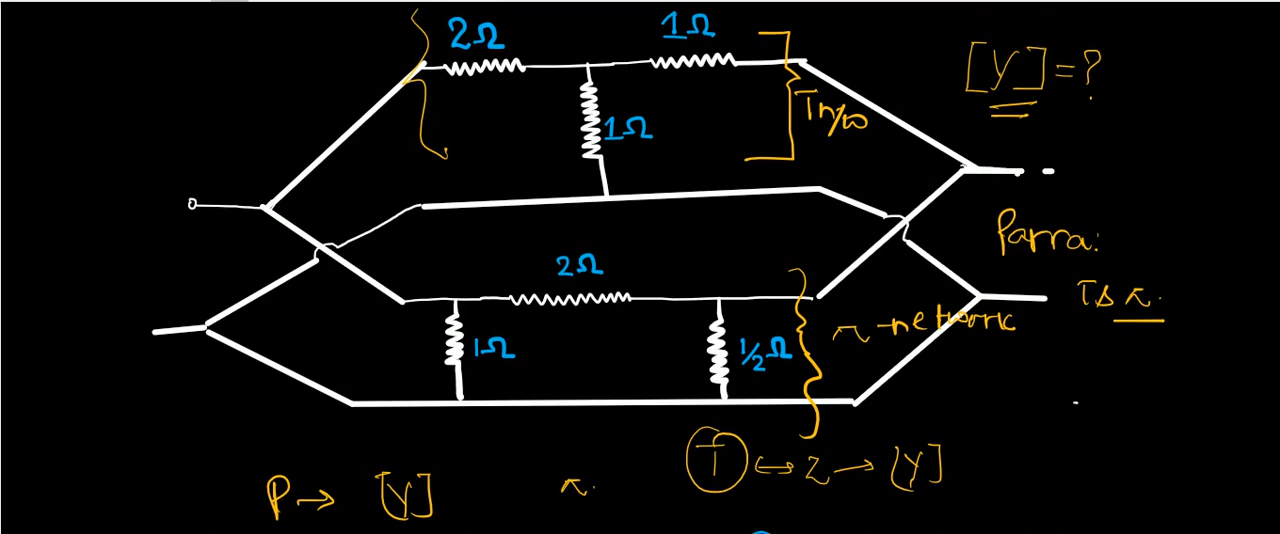 2Ω
1Ω
[Y]=?
T n/w
1Ω
Parra:
2Ω
T & π.
π-network
1Ω
1/2Ω
T ↔ Z → [Y]
P → [Y]
π.